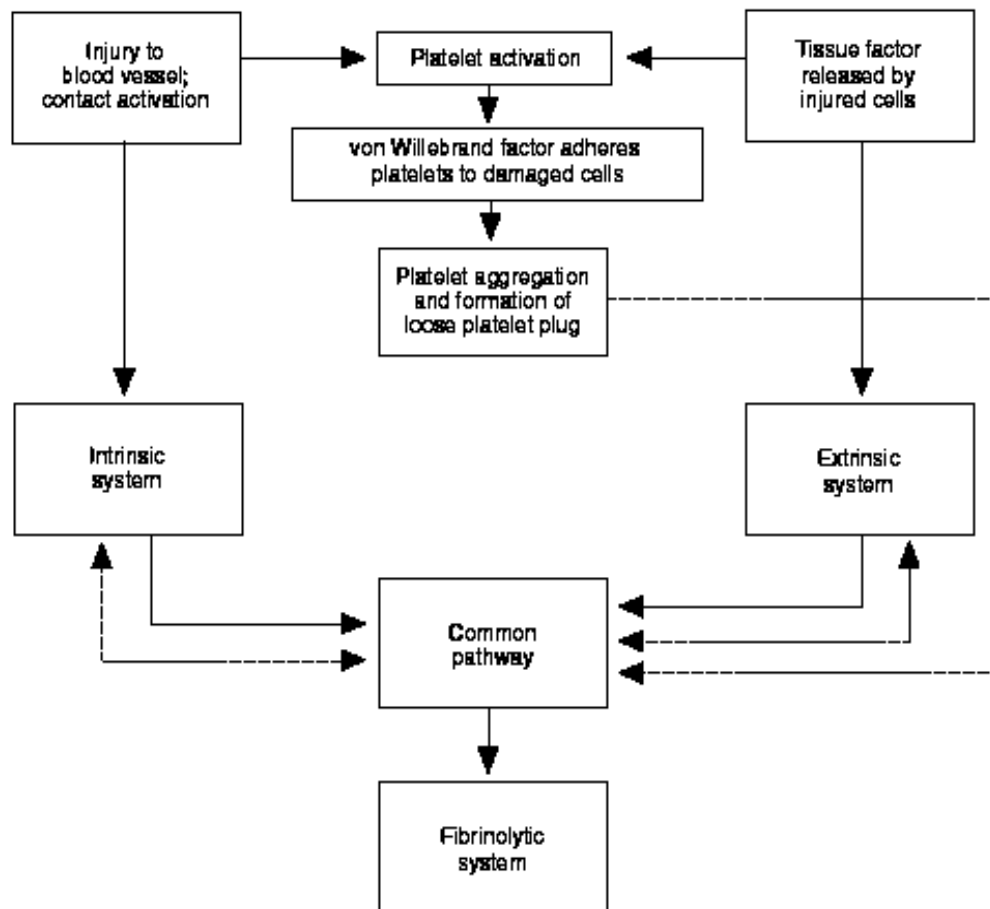 Injury to
blood vessel;
contact activation
Platelet activation
Tissue factor
released by
injured cells
von Willebrand factor adheres
platelets to damaged cells
Platelet aggregation
and formation of
loose platelet plug
Intrinsic
system
Extrinsic
system
Common
pathway
Fibrinolytic
system